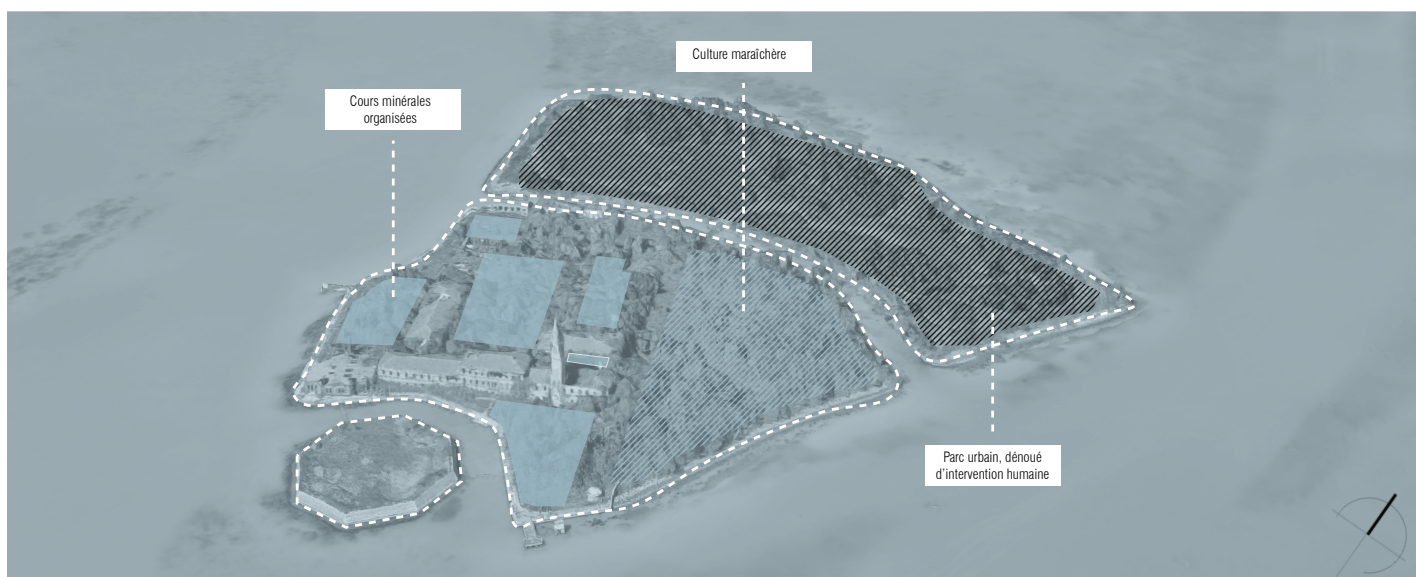 Culture maraîchère
Cours minérales
organisées
Parc urbain, dénoué
d'intervention humaine